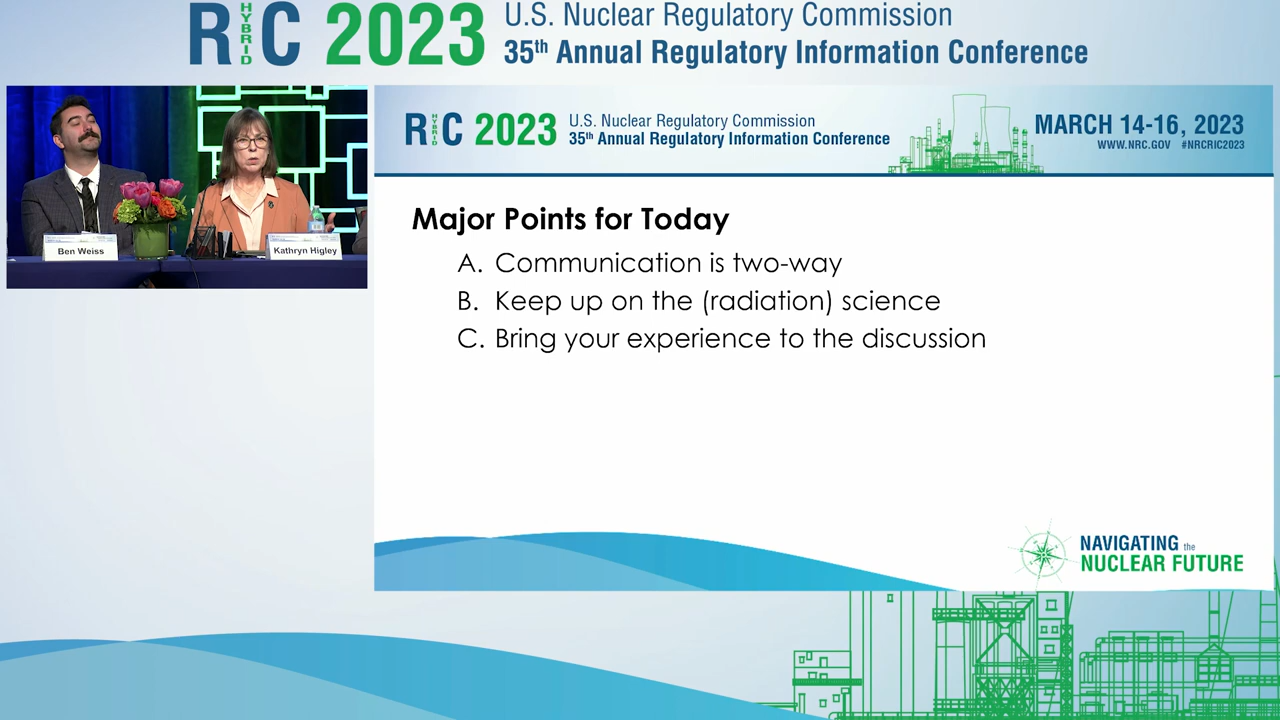 RIC 2023
HYBRID
U.S. Nuclear Regulatory Commission
35th Annual Regulatory Information Conference
Ben Weiss
Kathryn Higley
RIC 2023
HYBRID
U.S. Nuclear Regulatory Commission
35th Annual Regulatory Information Conference
MARCH 14-16, 2023
WWW.NRC.GOV #NRCRIC2023
Major Points for Today
A. Communication is two-way
B. Keep up on the (radiation) science
C. Bring your experience to the discussion
NAVIGATING the
NUCLEAR FUTURE